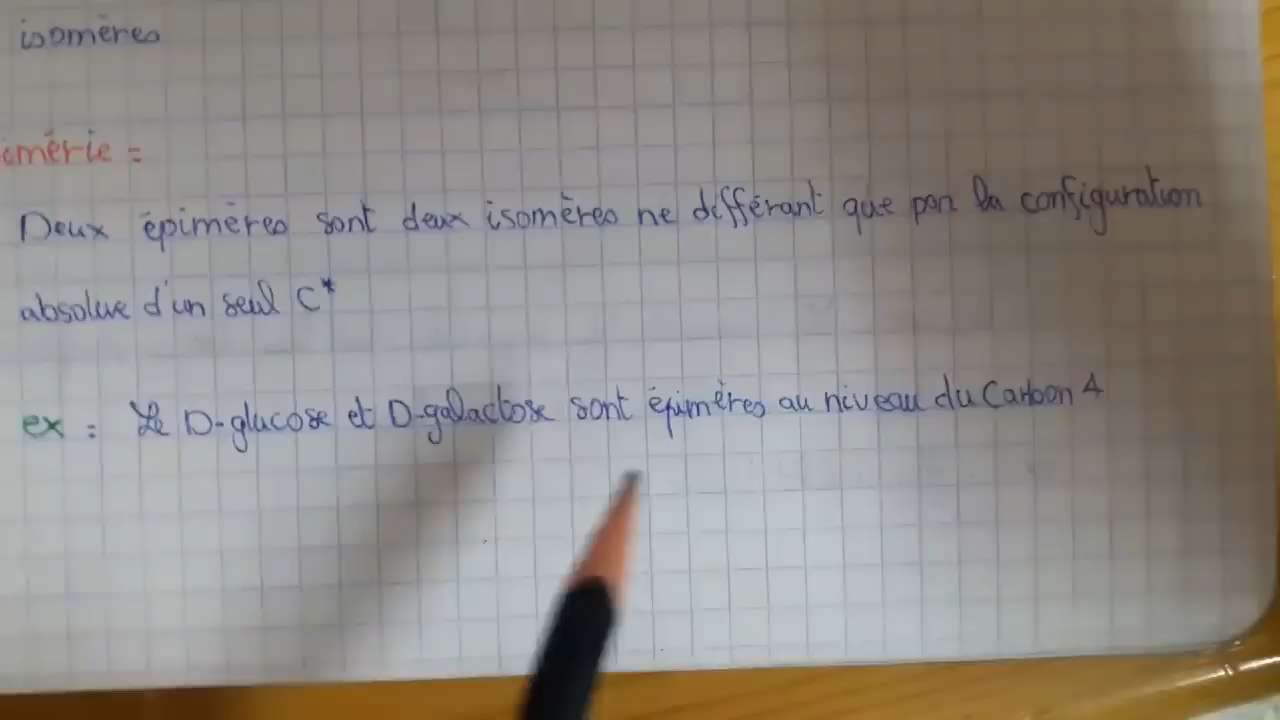 isomères
imérie =
Deux épimères sont deux isomères ne différant que par la configuration
absolue d'un seul C*
ex : Le D-glucose et D-galactose sont épimères au niveau du Carbon 4